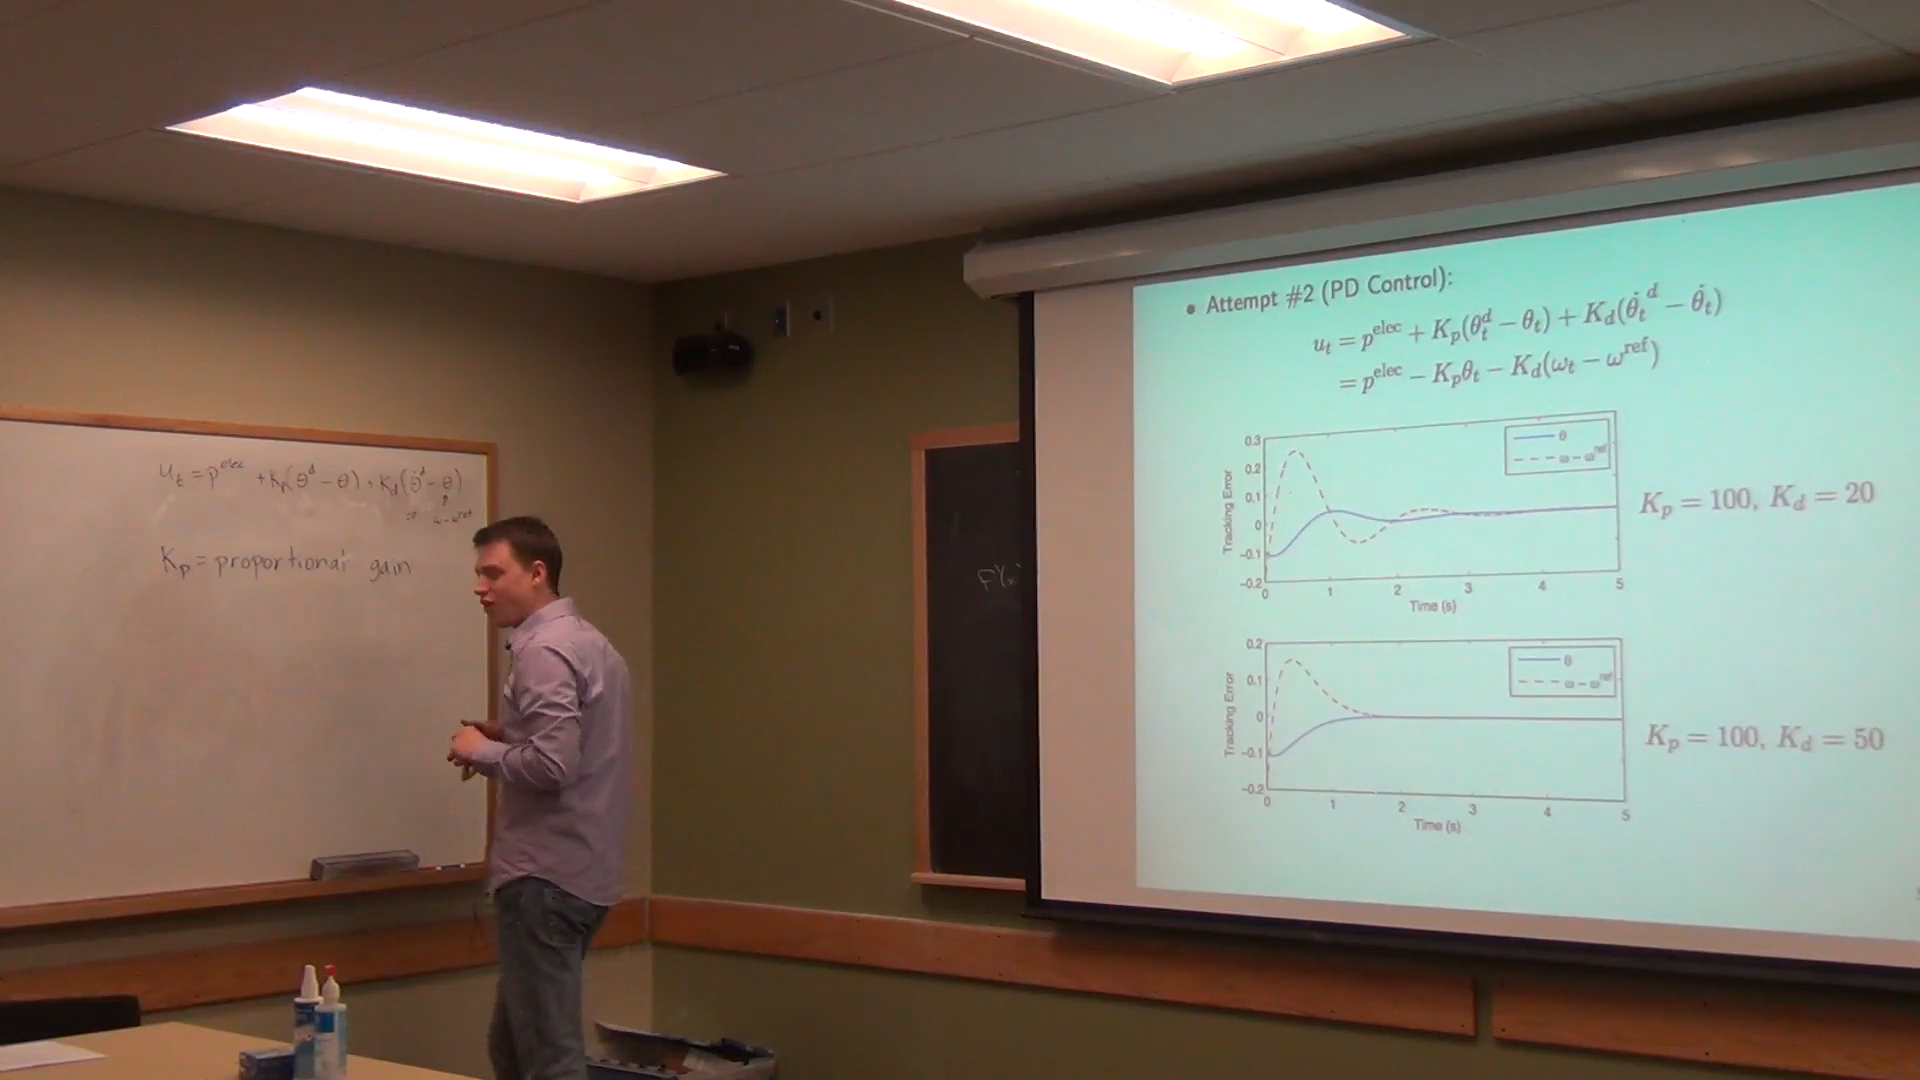 u_t = p^elec + K_p(θ^d − θ) + K_d(θ̇^d − θ̇)
=0 ω−ω^ref
K_p = proportional gain
F'(x
• Attempt #2 (PD Control):
u_t = p^elec + K_p(θ_t^d − θ_t) + K_d(θ̇_t^d − θ̇_t)
= p^elec − K_pθ_t − K_d(ω_t − ω^ref)
0.3
0.2
0.1
0
−0.1
−0.2
Tracking Error
θ
ω − ω^ref
0 1 2 3 4 5
Time (s)
K_p = 100, K_d = 20
0.2
0.1
0
−0.1
−0.2
Tracking Error
θ
ω − ω^ref
0 1 2 3 4 5
Time (s)
K_p = 100, K_d = 50